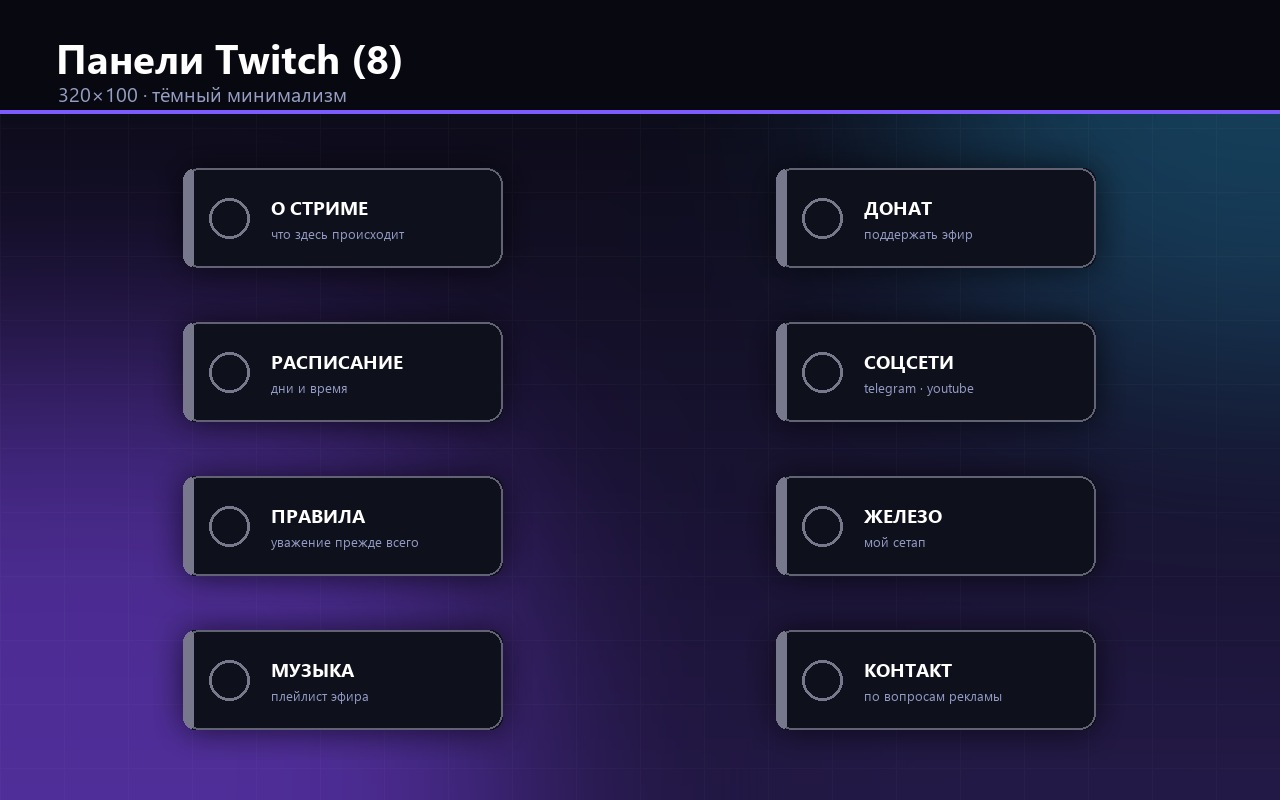 Панели Twitch (8)
320×100 · тёмный минимализм
О СТРИМЕ
что здесь происходит
ДОНАТ
поддержать эфир
РАСПИСАНИЕ
дни и время
СОЦСЕТИ
telegram · youtube
ПРАВИЛА
уважение прежде всего
ЖЕЛЕЗО
мой сетап
МУЗЫКА
плейлист эфира
КОНТАКТ
по вопросам рекламы